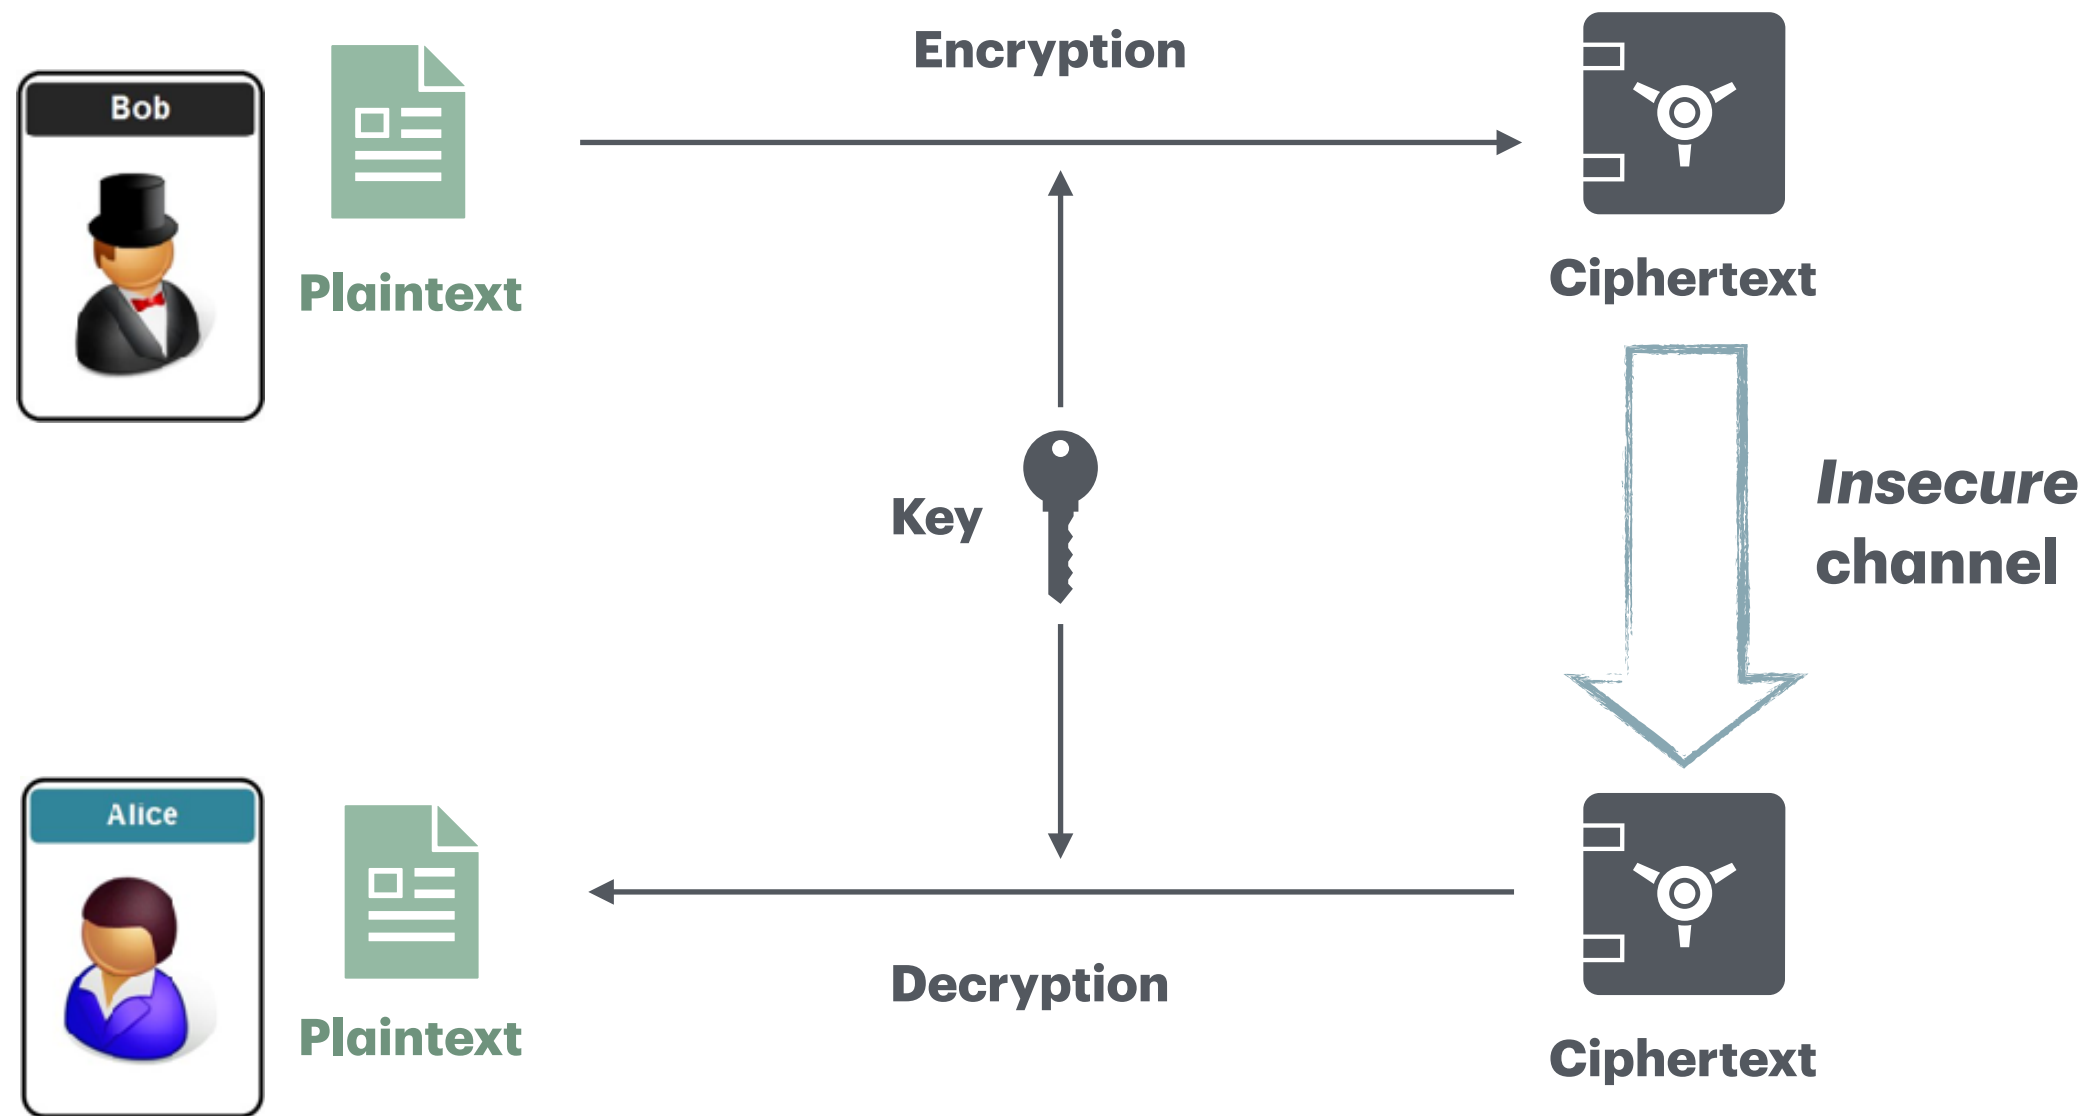 Encryption
Bob
Plaintext
Ciphertext
Key
Insecure
channel
Alice
Decryption
Plaintext
Ciphertext